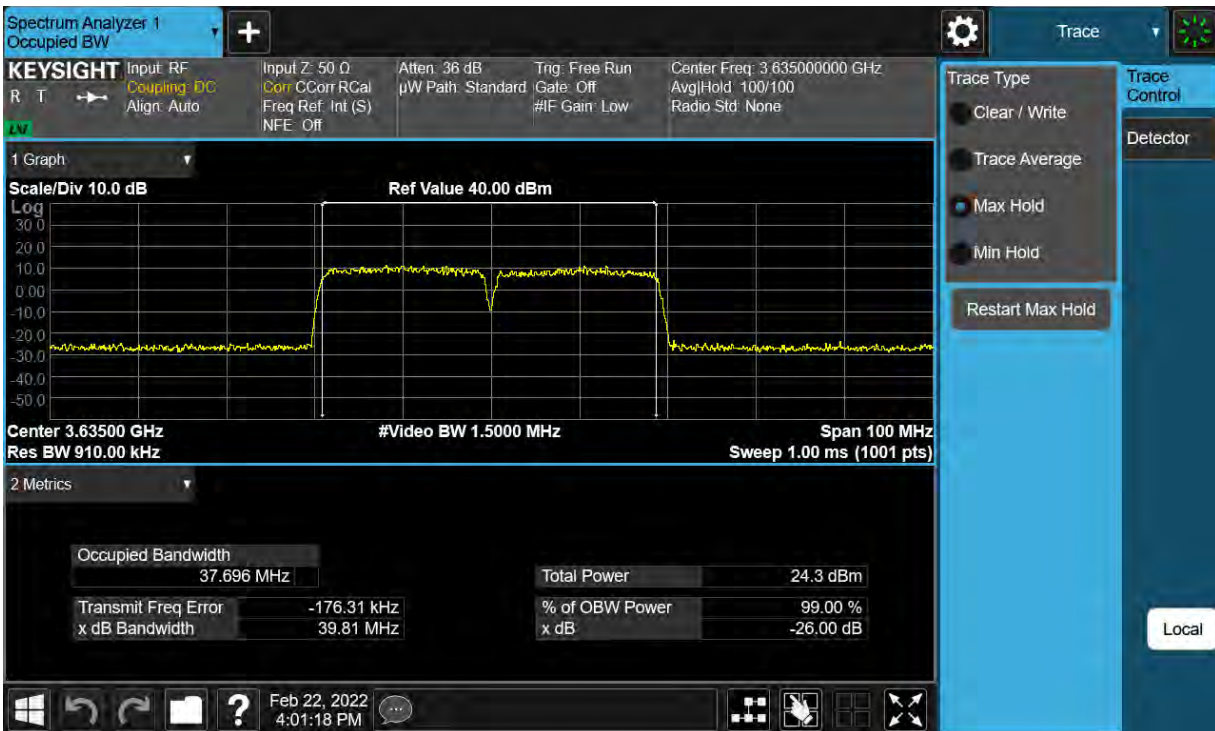 Spectrum Analyzer 1
Occupied BW
+
Trace
KEYSIGHT
R T
LXI
Input: RF
Coupling: DC
Align: Auto
Input Z: 50 Ω
Corr CCorr RCal
Freq Ref: Int (S)
NFE: Off
Atten: 36 dB
µW Path: Standard
Trig: Free Run
Gate: Off
#IF Gain: Low
Center Freq: 3.635000000 GHz
Avg|Hold: 100/100
Radio Std: None
Trace Type
Clear / Write
Trace Average
Max Hold
Min Hold
Restart Max Hold
Trace
Control
Detector
Local
1 Graph
Scale/Div 10.0 dB
Ref Value 40.00 dBm
Log
30.0
20.0
10.0
0.00
-10.0
-20.0
-30.0
-40.0
-50.0
Center 3.63500 GHz
#Video BW 1.5000 MHz
Span 100 MHz
Res BW 910.00 kHz
Sweep 1.00 ms (1001 pts)
2 Metrics
Occupied Bandwidth
37.696 MHz
Total Power 24.3 dBm
Transmit Freq Error -176.31 kHz
% of OBW Power 99.00 %
x dB Bandwidth 39.81 MHz
x dB -26.00 dB
?
Feb 22, 2022
4:01:18 PM